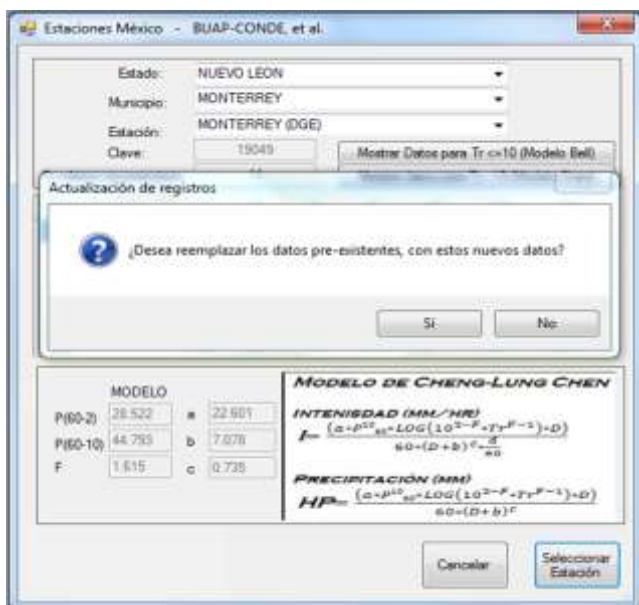 Estaciones México - BUAP-CONDE, et al.
Estado: NUEVO LEON
Municipio: MONTERREY
Estación: MONTERREY (DGE)
Clave: 19049 Mostrar Datos para Tr <=10 (Modelo Bell)
Actualización de registros
¿Desea reemplazar los datos pre-existentes, con estos nuevos datos?
Sí No
MODELO
P(60-2) 28.522 a 22.601
P(60-10) 44.793 b 7.078
F 1.615 c 0.735
MODELO DE CHENG-LUNG CHEN
INTENISDAD (MM/HR)
PRECIPITACIÓN (MM)
Cancelar
Seleccionar
Estación